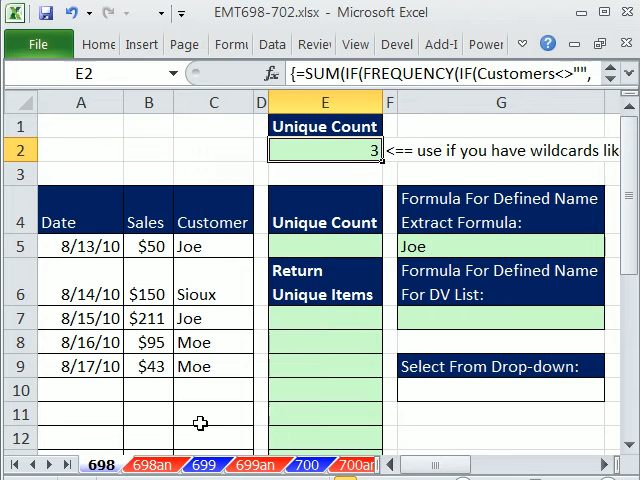 EMT698-702.xlsx - Microsoft Excel
File Home Insert Page Formu Data Reviev View Devel Add-I Power
E2 fx {=SUM(IF(FREQUENCY(IF(Customers<>"",
A B C D E F G
1 Unique Count
2 3 <== use if you have wildcards lik
3
4 Date Sales Customer Unique Count Formula For Defined Name Extract Formula:
5 8/13/10 $50 Joe Joe
6 8/14/10 $150 Sioux Return Unique Items Formula For Defined Name For DV List:
7 8/15/10 $211 Joe
8 8/16/10 $95 Moe
9 8/17/10 $43 Moe Select From Drop-down:
10
11
12
698 698an 699 699an 700 700an